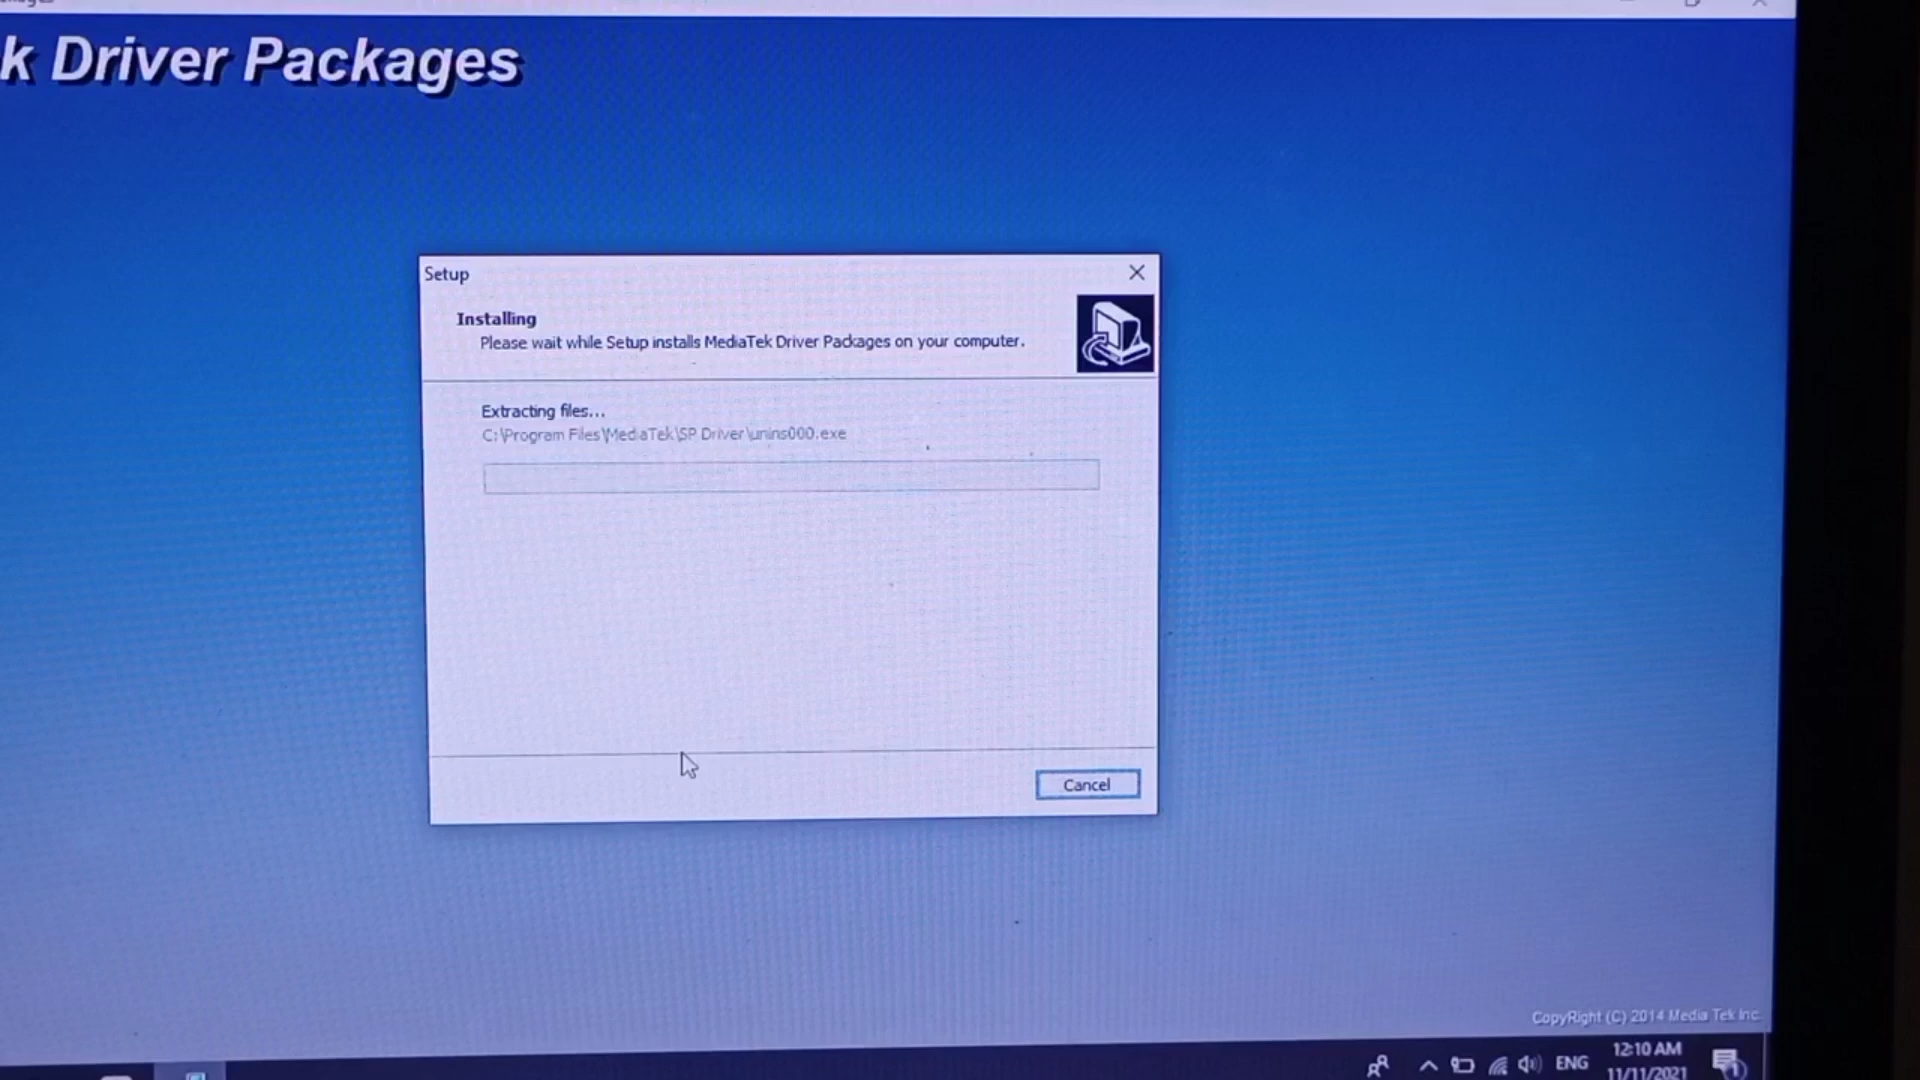 k Driver Packages
Setup
Installing
Please wait while Setup installs MediaTek Driver Packages on your computer.
Extracting files...
C:\Program Files\MediaTek\SP Driver\unins000.exe
Cancel
CopyRight (C) 2014 Media Tek Inc.
ENG
12:10 AM
11/11/2021
1